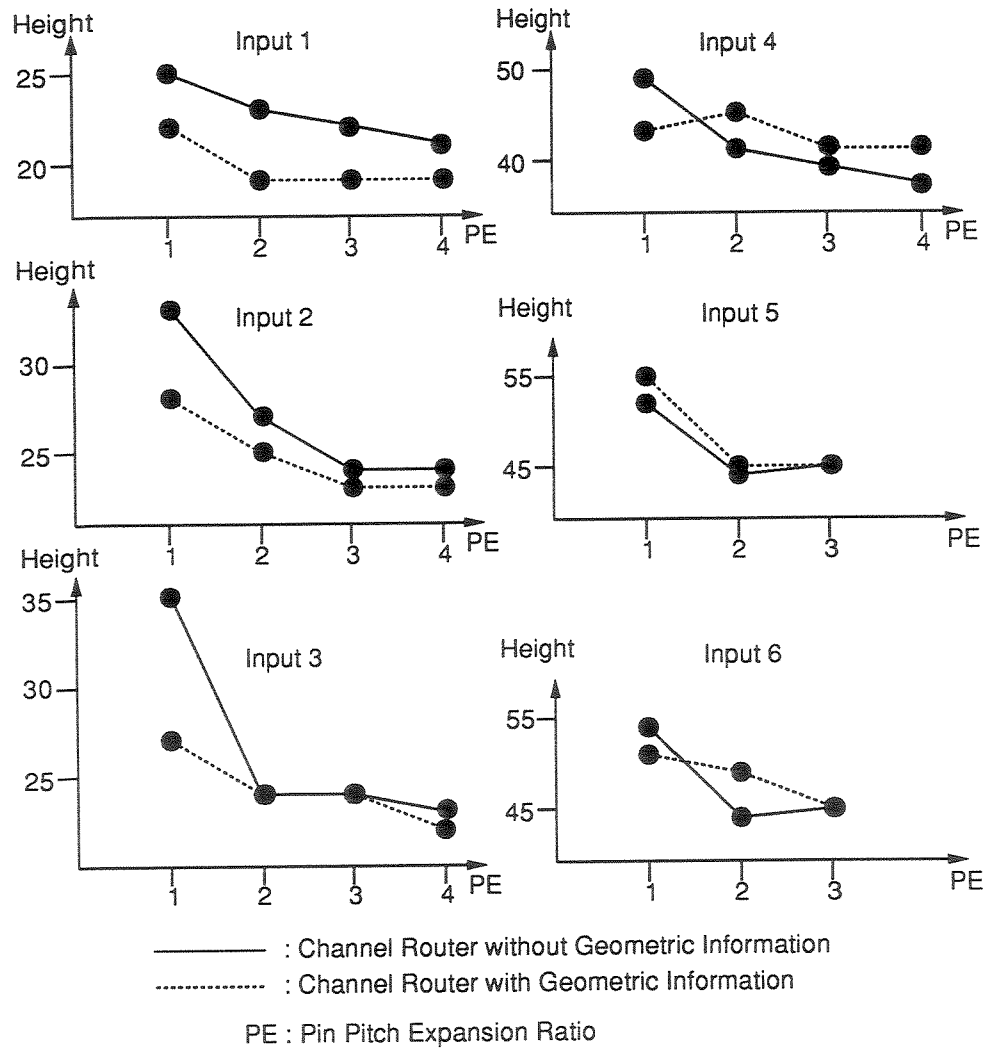 Height
Input 1
25
20
1 2 3 4 PE
Height
Input 4
50
40
1 2 3 4 PE
Height
Input 2
30
25
1 2 3 4 PE
Height
Input 5
55
45
1 2 3 PE
Height
Input 3
35
30
25
1 2 3 4 PE
Height
Input 6
55
45
1 2 3 PE
: Channel Router without Geometric Information
: Channel Router with Geometric Information
PE : Pin Pitch Expansion Ratio